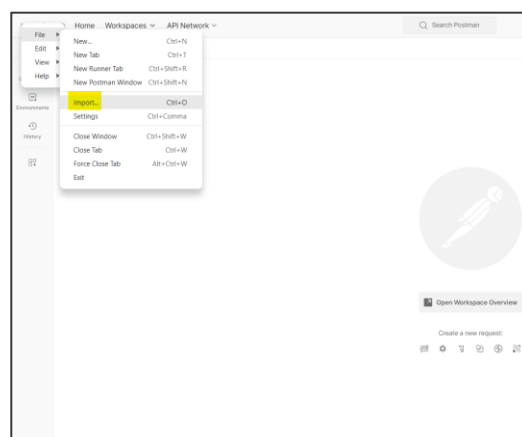 Home Workspaces API Network Search Postman
File
Edit
View
Help
New... Ctrl+N
New Tab Ctrl+T
New Runner Tab Ctrl+Shift+R
New Postman Window Ctrl+Shift+N
Import... Ctrl+O
Settings Ctrl+Comma
Close Window Ctrl+Shift+W
Close Tab Ctrl+W
Force Close Tab Alt+Ctrl+W
Exit
Environments
History
Open Workspace Overview
Create a new request: